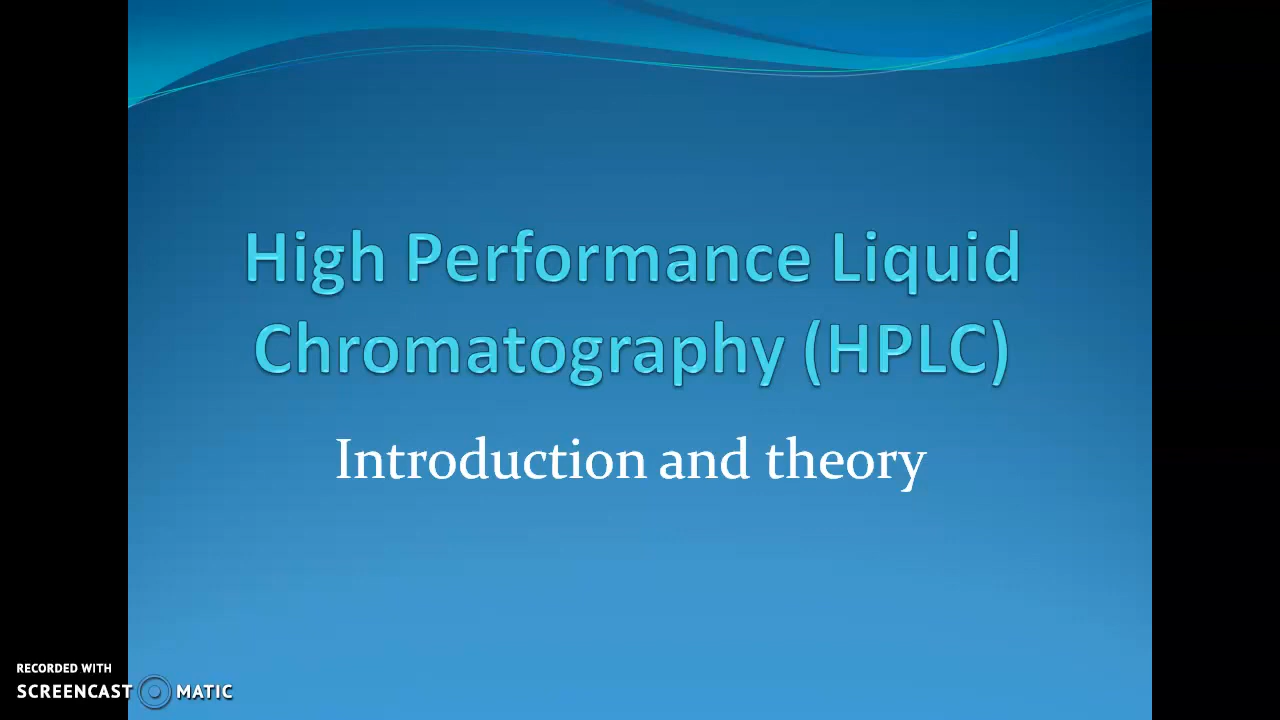 High Performance Liquid
Chromatography (HPLC)
Introduction and theory
RECORDED WITH
SCREENCAST MATIC